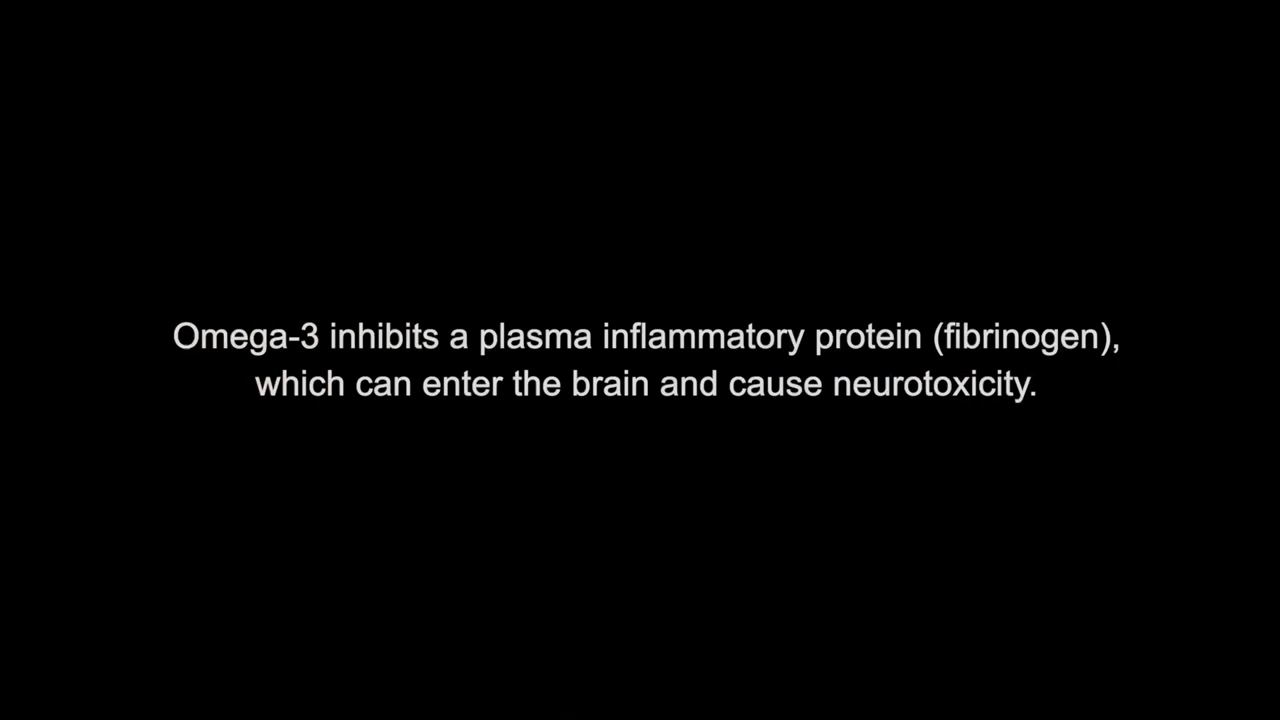 Omega-3 inhibits a plasma inflammatory protein (fibrinogen),
which can enter the brain and cause neurotoxicity.